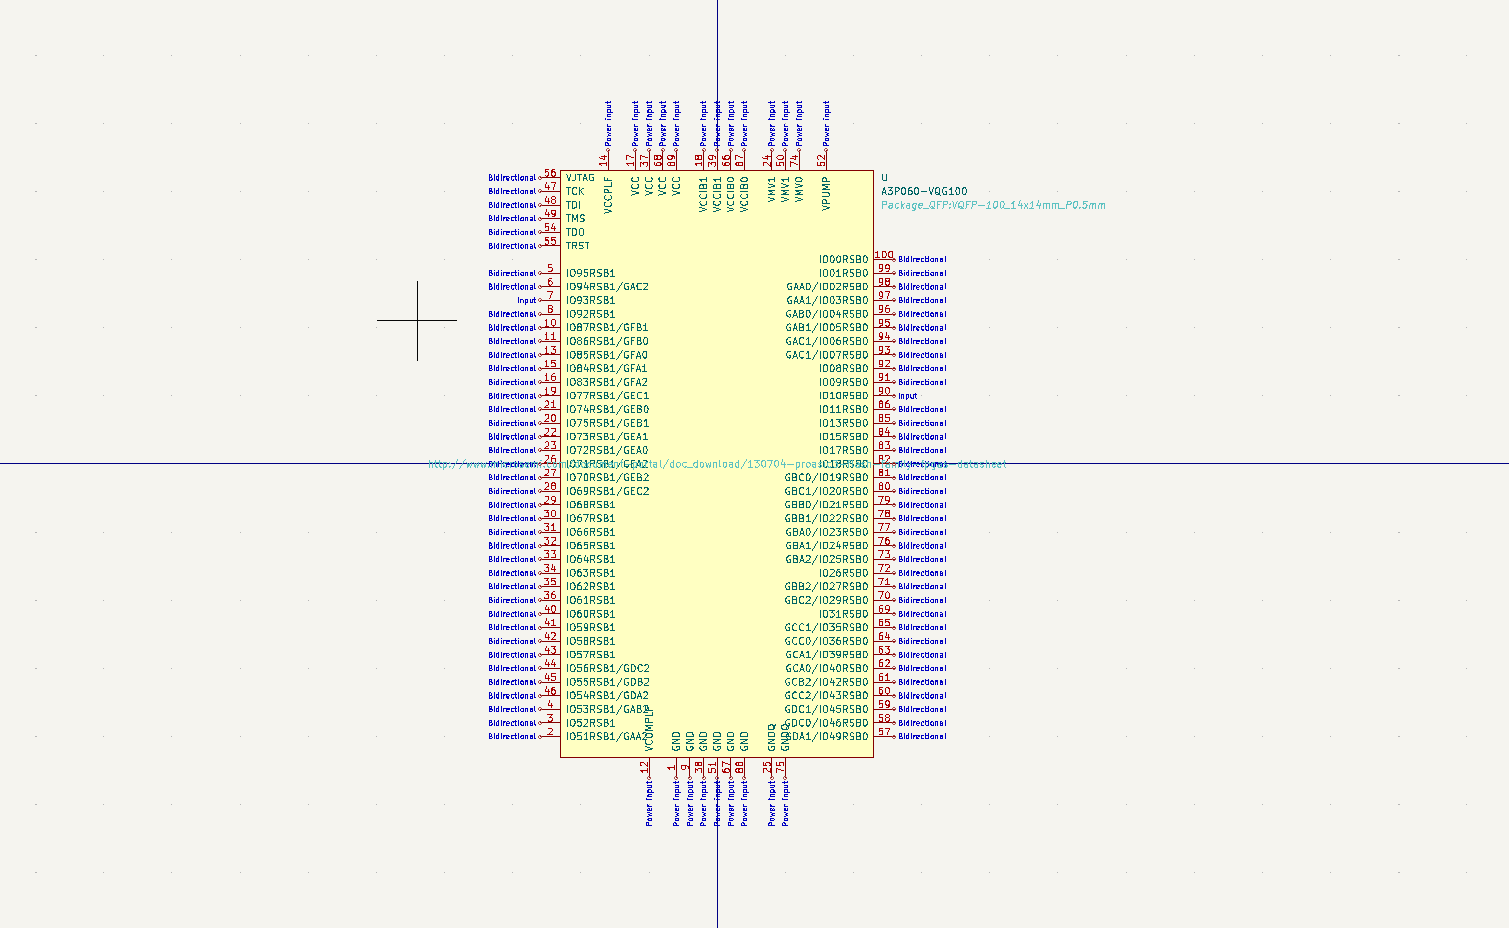 Power Input Power Input Power Input Power Input Power Input Power Input Power Input Power Input Power Input Power Input Power Input Power Input Power Input
14 17 37 68 89 18 39 66 87 24 50 74 52
VCCPLF VCC VCC VCC VCC VCCIB1 VCCIB1 VCCIB0 VCCIB0 VMV1 VMV1 VMV0 VPUMP
U
A3P060-VQG100
Package_QFP:VQFP-100_14x14mm_P0.5mm
Bidirectional 56 VJTAG
Bidirectional 47 TCK
Bidirectional 48 TDI
Bidirectional 49 TMS
Bidirectional 54 TDO
Bidirectional 55 TRST
IO00RSB0 100 Bidirectional
Bidirectional 5 IO95RSB1 IO01RSB0 99 Bidirectional
Bidirectional 6 IO94RSB1/GAC2 GAA0/IO02RSB0 98 Bidirectional
Input 7 IO93RSB1 GAA1/IO03RSB0 97 Bidirectional
Bidirectional 8 IO92RSB1 GAB0/IO04RSB0 96 Bidirectional
Bidirectional 10 IO87RSB1/GFB1 GAB1/IO05RSB0 95 Bidirectional
Bidirectional 11 IO86RSB1/GFB0 GAC1/IO06RSB0 94 Bidirectional
Bidirectional 13 IO85RSB1/GFA0 GAC1/IO07RSB0 93 Bidirectional
Bidirectional 15 IO84RSB1/GFA1 IO08RSB0 92 Bidirectional
Bidirectional 16 IO83RSB1/GFA2 IO09RSB0 91 Bidirectional
Bidirectional 19 IO77RSB1/GEC1 IO10RSB0 90 Input
Bidirectional 21 IO74RSB1/GEB0 IO11RSB0 86 Bidirectional
Bidirectional 20 IO75RSB1/GEB1 IO13RSB0 85 Bidirectional
Bidirectional 22 IO73RSB1/GEA1 IO15RSB0 84 Bidirectional
Bidirectional 23 IO72RSB1/GEA0 IO17RSB0 83 Bidirectional
Bidirectional 26 82 Bidirectional
Bidirectional 27 IO70RSB1/GEB2 GBC0/IO19RSB0 81 Bidirectional
Bidirectional 28 IO69RSB1/GEC2 GBC1/IO20RSB0 80 Bidirectional
Bidirectional 29 IO68RSB1 GBB0/IO21RSB0 79 Bidirectional
Bidirectional 30 IO67RSB1 GBB1/IO22RSB0 78 Bidirectional
Bidirectional 31 IO66RSB1 GBA0/IO23RSB0 77 Bidirectional
Bidirectional 32 IO65RSB1 GBA1/IO24RSB0 76 Bidirectional
Bidirectional 33 IO64RSB1 GBA2/IO25RSB0 73 Bidirectional
Bidirectional 34 IO63RSB1 IO26RSB0 72 Bidirectional
Bidirectional 35 IO62RSB1 GBB2/IO27RSB0 71 Bidirectional
Bidirectional 36 IO61RSB1 GBC2/IO29RSB0 70 Bidirectional
Bidirectional 40 IO60RSB1 IO31RSB0 69 Bidirectional
Bidirectional 41 IO59RSB1 GCC1/IO35RSB0 65 Bidirectional
Bidirectional 42 IO58RSB1 GCC0/IO36RSB0 64 Bidirectional
Bidirectional 43 IO57RSB1 GCA1/IO39RSB0 63 Bidirectional
Bidirectional 44 IO56RSB1/GDC2 GCA0/IO40RSB0 62 Bidirectional
Bidirectional 45 IO55RSB1/GDB2 GCB2/IO42RSB0 61 Bidirectional
Bidirectional 46 IO54RSB1/GDA2 GCC2/IO43RSB0 60 Bidirectional
Bidirectional 4 IO53RSB1/GAB2 GDC1/IO45RSB0 59 Bidirectional
Bidirectional 3 IO52RSB1 GDC0/IO46RSB0 58 Bidirectional
Bidirectional 2 IO51RSB1/GAA2 GDA1/IO49RSB0 57 Bidirectional
VCOMPLF GND GND GND GND GND GND GNDQ GNDQ
12 1 9 38 51 67 88 25 75
Power Input Power Input Power Input Power Input Power Input Power Input Power Input Power Input Power Input